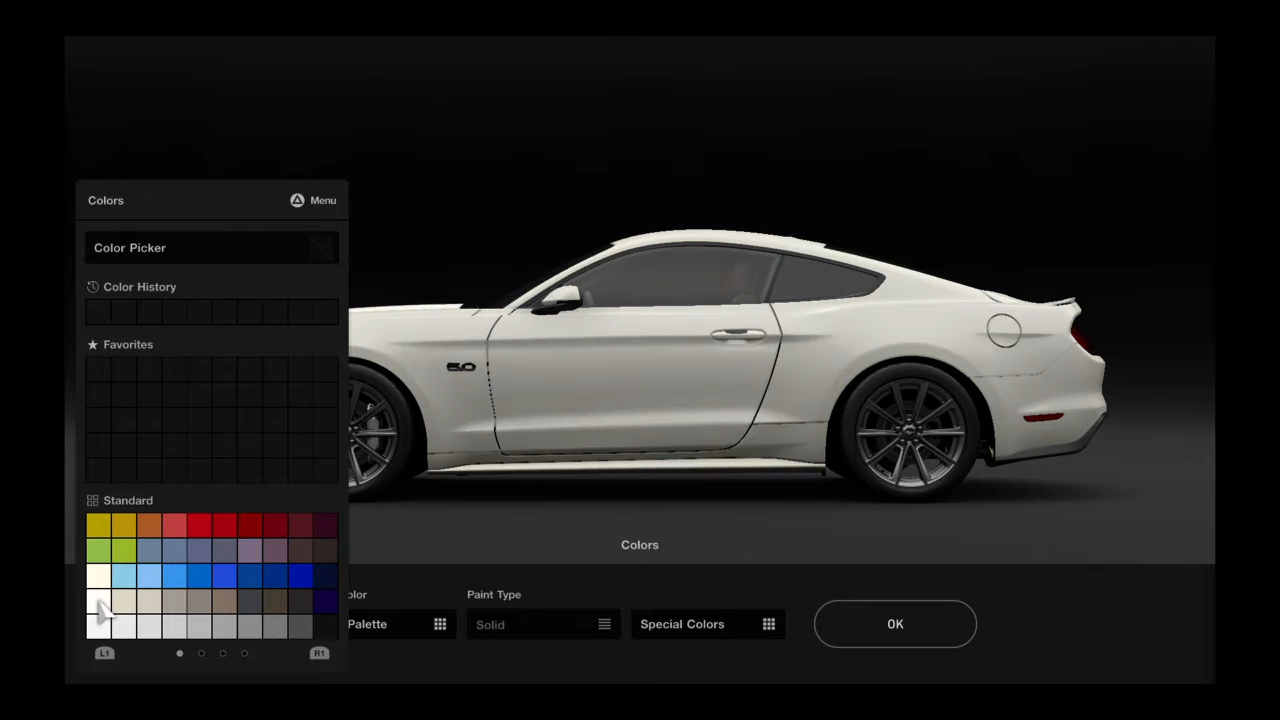 Colors
Menu
Color Picker
Color History
Favorites
Standard
L1
R1
5.0
Colors
olor
Palette
Paint Type
Solid
Special Colors
OK